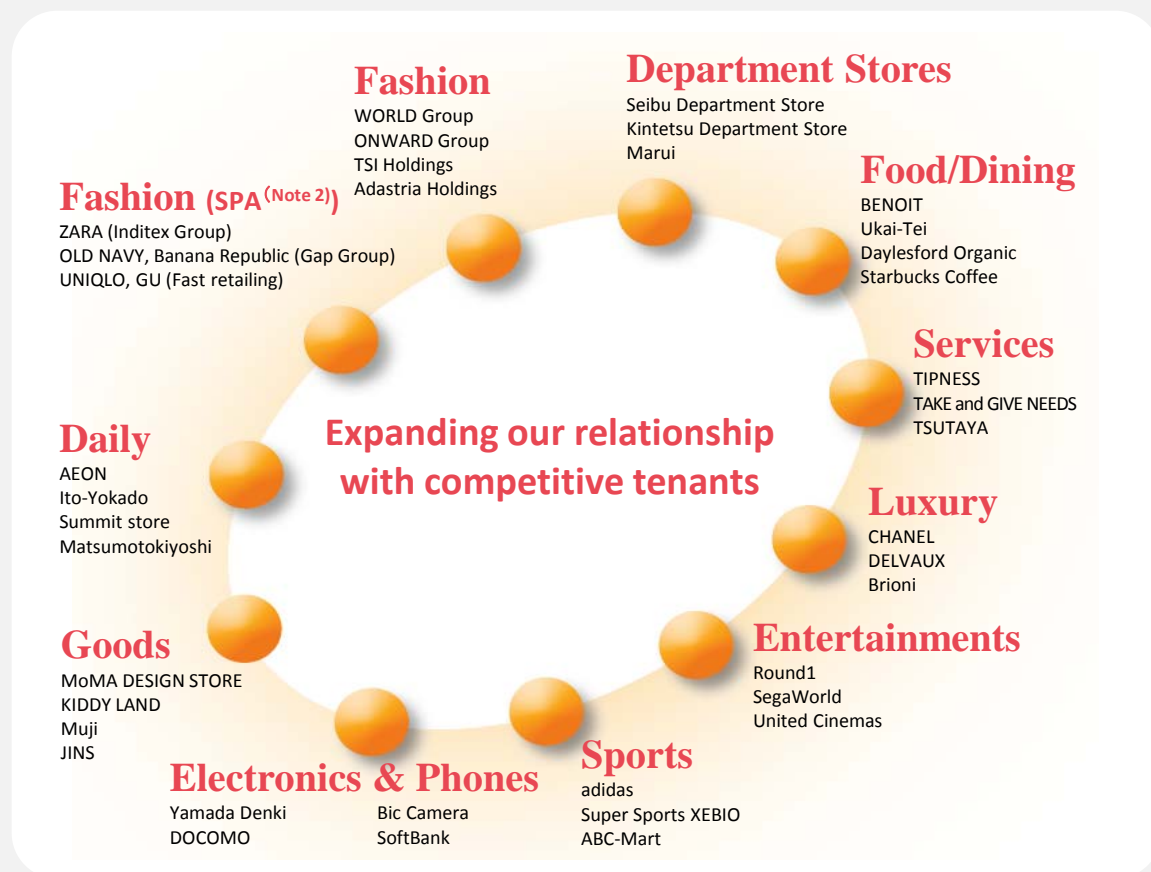 Fashion
WORLD Group
ONWARD Group
TSI Holdings
Adastria Holdings
Department Stores
Seibu Department Store
Kintetsu Department Store
Marui
Food/Dining
BENOIT
Ukai-Tei
Daylesford Organic
Starbucks Coffee
Fashion (SPA(Note 2))
ZARA (Inditex Group)
OLD NAVY, Banana Republic (Gap Group)
UNIQLO, GU (Fast retailing)
Services
TIPNESS
TAKE and GIVE NEEDS
TSUTAYA
Expanding our relationship
with competitive tenants
Daily
AEON
Ito-Yokado
Summit store
Matsumotokiyoshi
Luxury
CHANEL
DELVAUX
Brioni
Goods
MoMA DESIGN STORE
KIDDY LAND
Muji
JINS
Entertainments
Round1
SegaWorld
United Cinemas
Electronics & Phones
Yamada Denki
DOCOMO
Bic Camera
SoftBank
Sports
adidas
Super Sports XEBIO
ABC-Mart